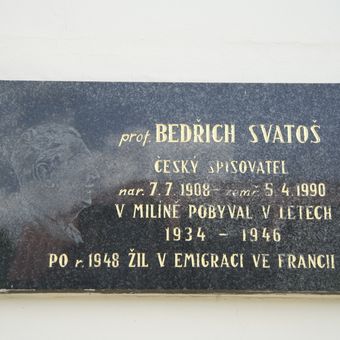 prof. BEDŘICH SVATOŠ
ČESKÝ SPISOVATEL
nar. 7. 7. 1908 - zemř. 5. 4. 1990
V MILÍNĚ POBÝVAL V LETECH
1934 - 1946
PO r. 1948 ŽIL V EMIGRACI VE FRANCII